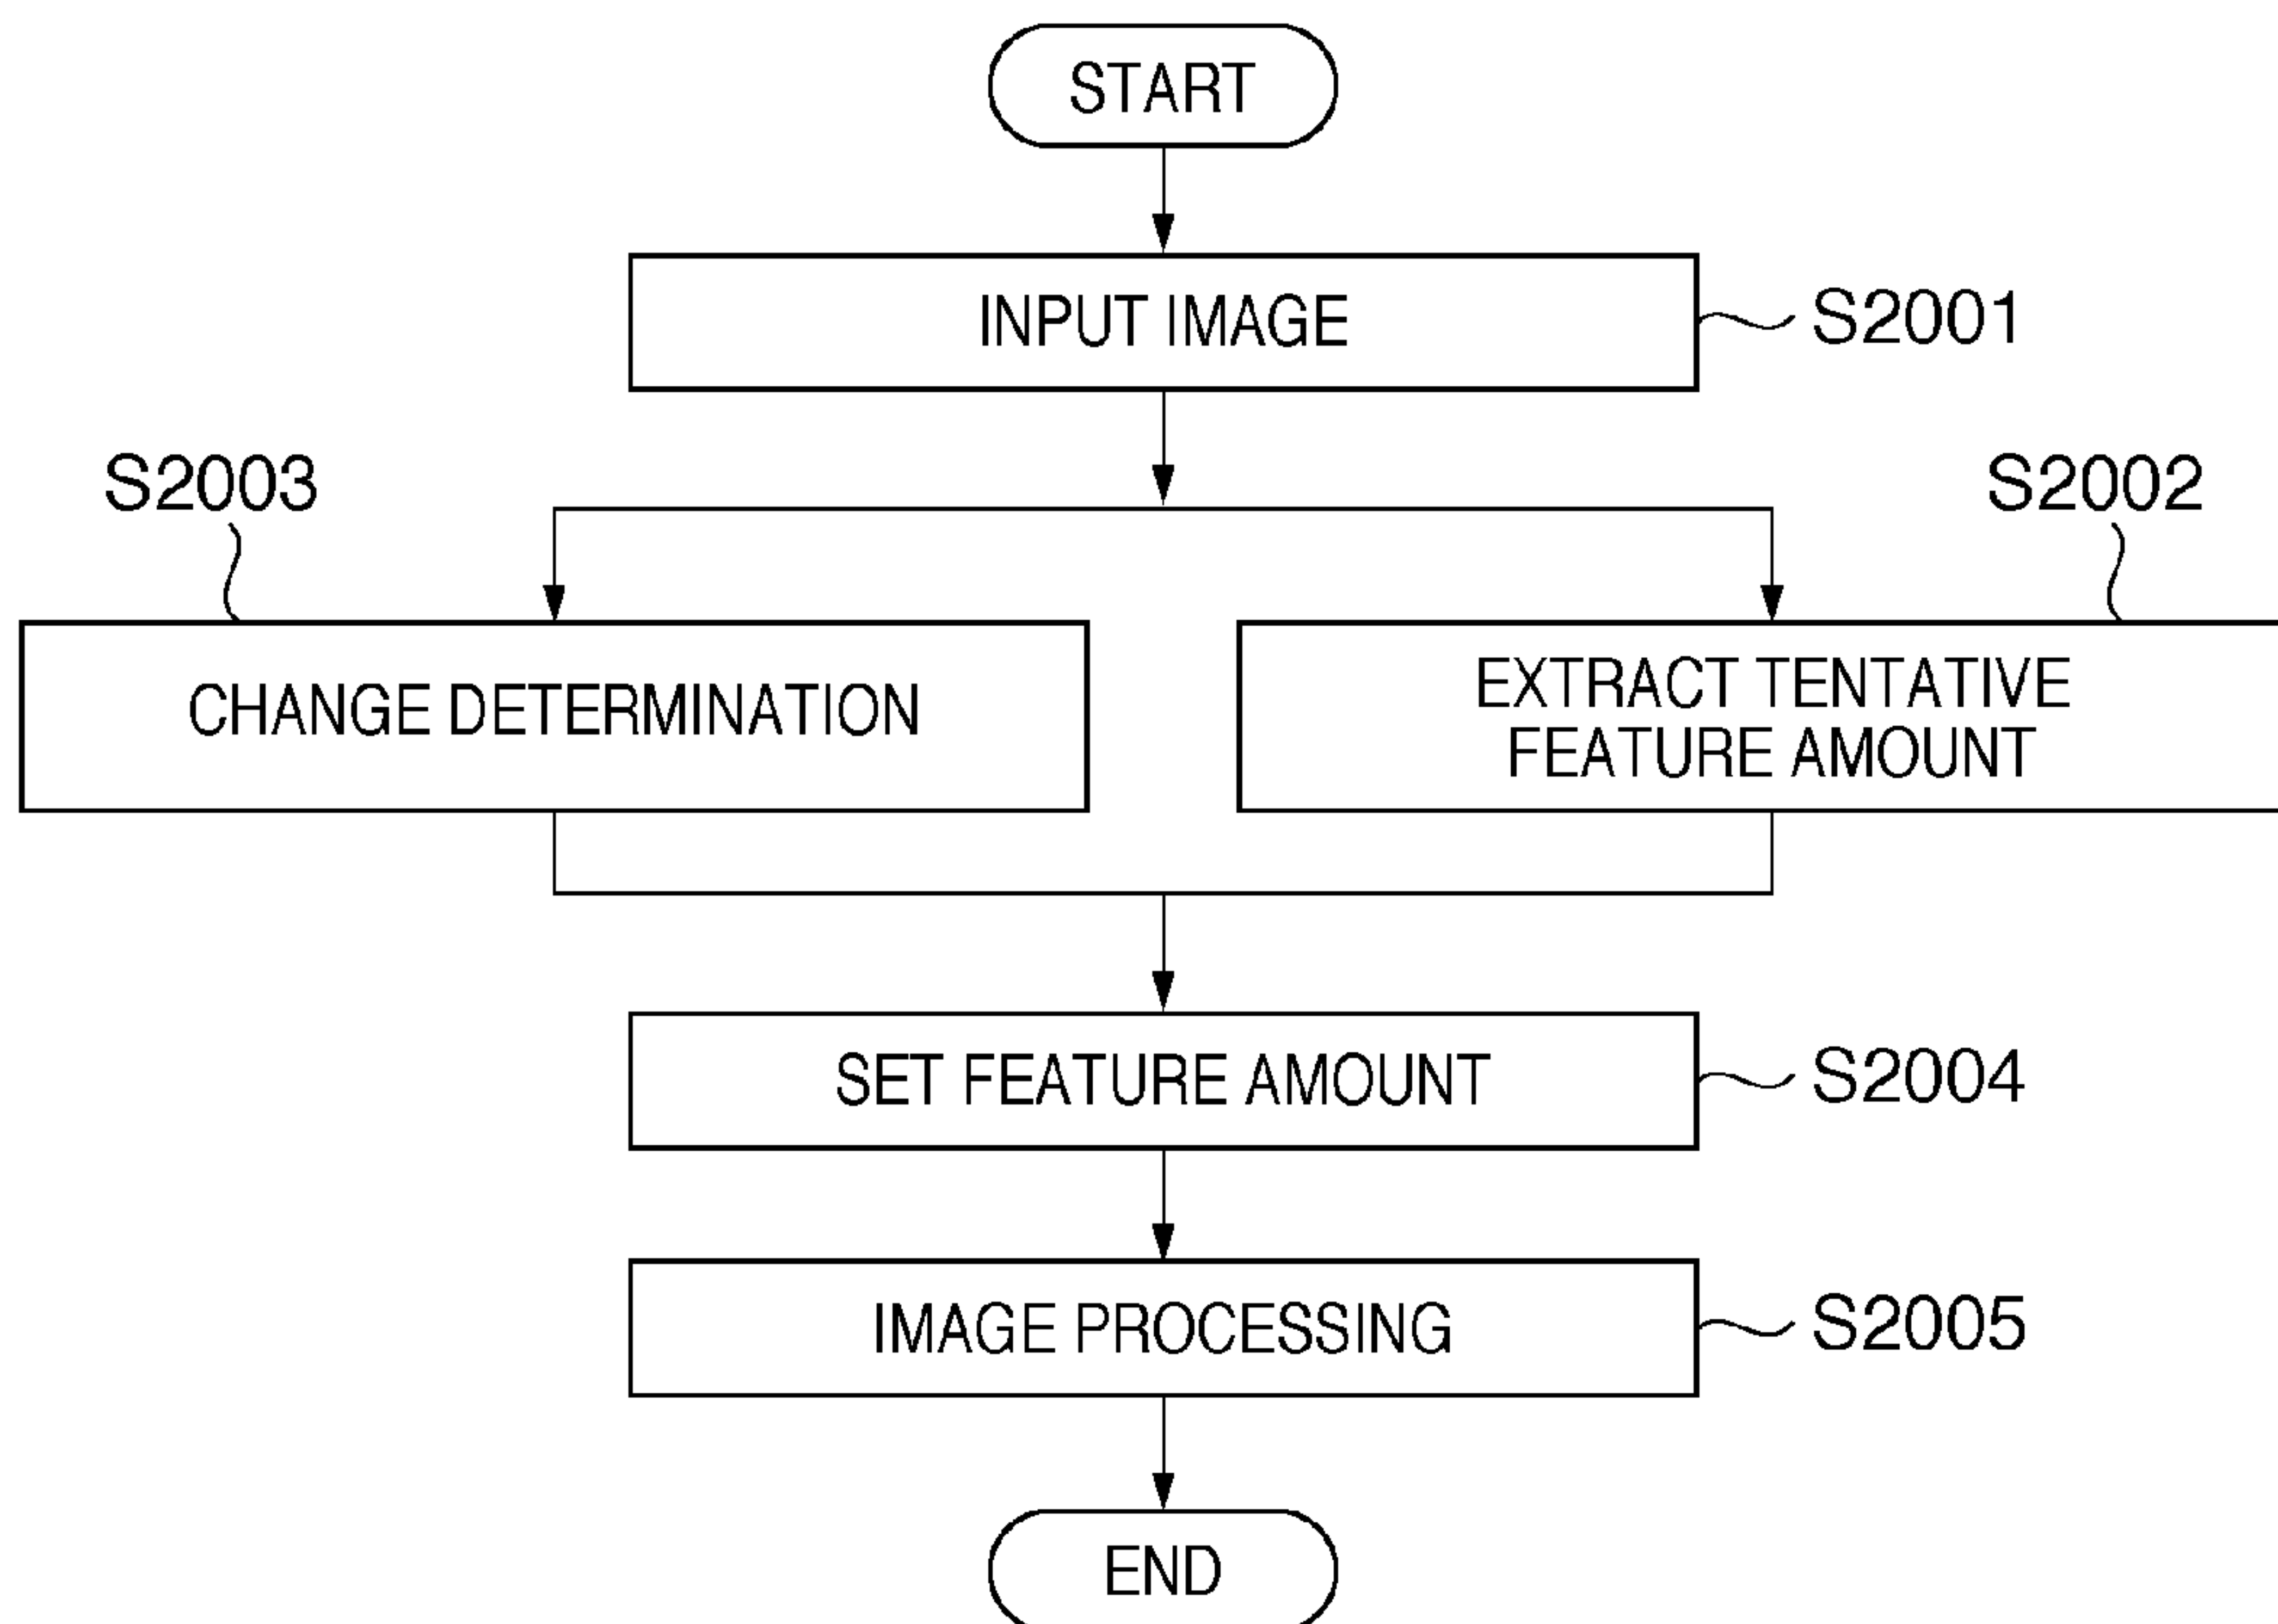 START
INPUT IMAGE
S2001
S2003
S2002
CHANGE DETERMINATION
EXTRACT TENTATIVE
FEATURE AMOUNT
SET FEATURE AMOUNT
S2004
IMAGE PROCESSING
S2005
END